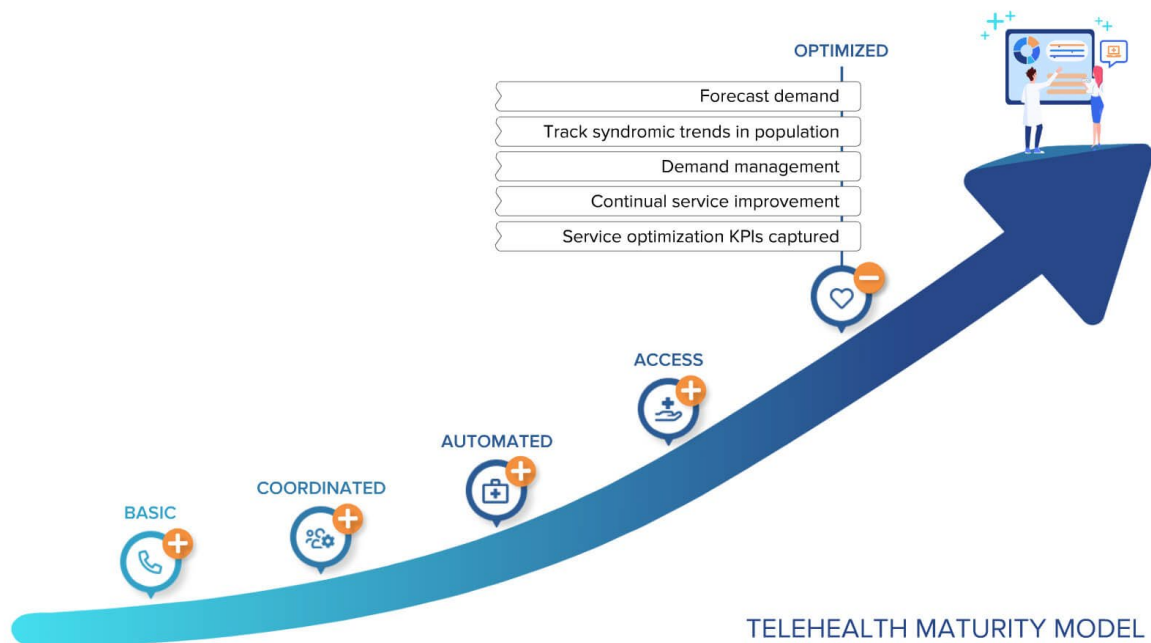 OPTIMIZED
Forecast demand
Track syndromic trends in population
Demand management
Continual service improvement
Service optimization KPIs captured
ACCESS
AUTOMATED
COORDINATED
BASIC
TELEHEALTH MATURITY MODEL